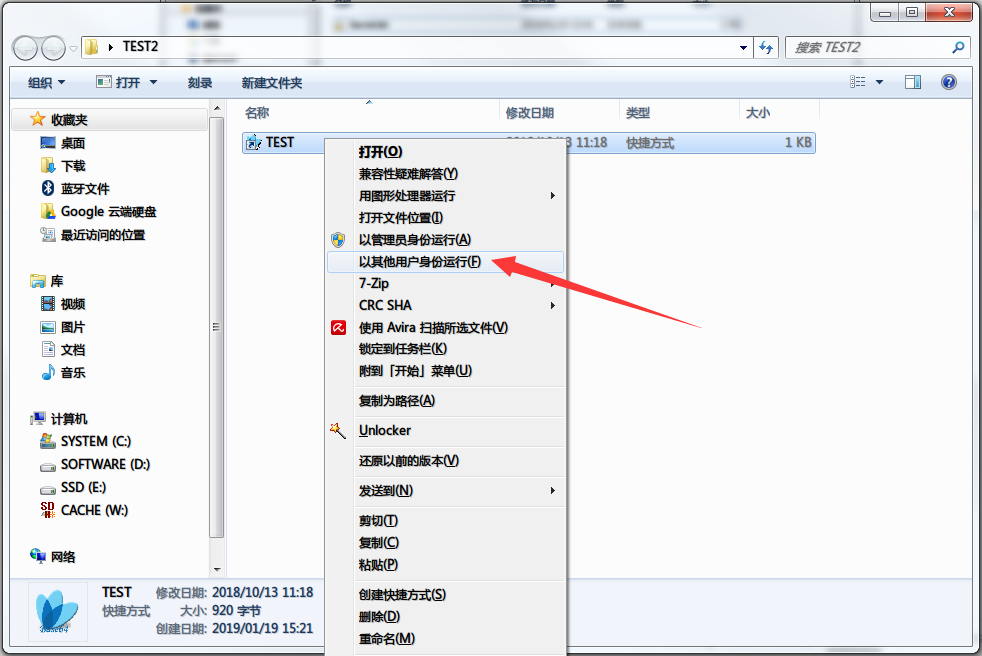 TEST2
搜索 TEST2
组织 打开 刻录 新建文件夹
名称 修改日期 类型 大小
收藏夹
桌面
下载
蓝牙文件
Google 云端硬盘
最近访问的位置
库
视频
图片
文档
音乐
计算机
SYSTEM (C:)
SOFTWARE (D:)
SSD (E:)
CACHE (W:)
网络
TEST 11:18 快捷方式 1 KB
打开(O)
兼容性疑难解答(Y)
用图形处理器运行
打开文件位置(I)
以管理员身份运行(A)
以其他用户身份运行(F)
7-Zip
CRC SHA
使用 Avira 扫描所选文件(V)
锁定到任务栏(K)
附到「开始」菜单(U)
复制为路径(A)
Unlocker
还原以前的版本(V)
发送到(N)
剪切(T)
复制(C)
粘贴(P)
创建快捷方式(S)
删除(D)
重命名(M)
TEST 修改日期: 2018/10/13 11:18
快捷方式 大小: 920 字节
创建日期: 2019/01/19 15:21